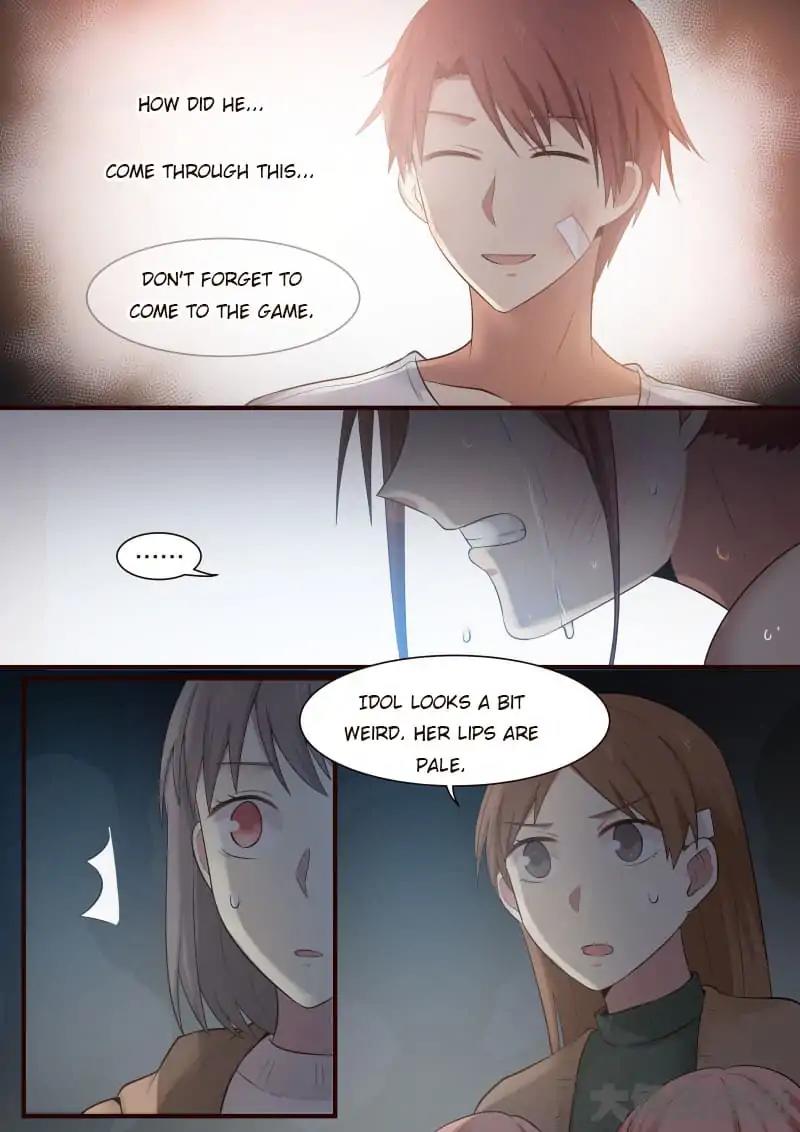 HOW DID HE...
COME THROUGH THIS...
DON'T FORGET TO
COME TO THE GAME.
......
IDOL LOOKS A BIT
WEIRD. HER LIPS ARE
PALE.